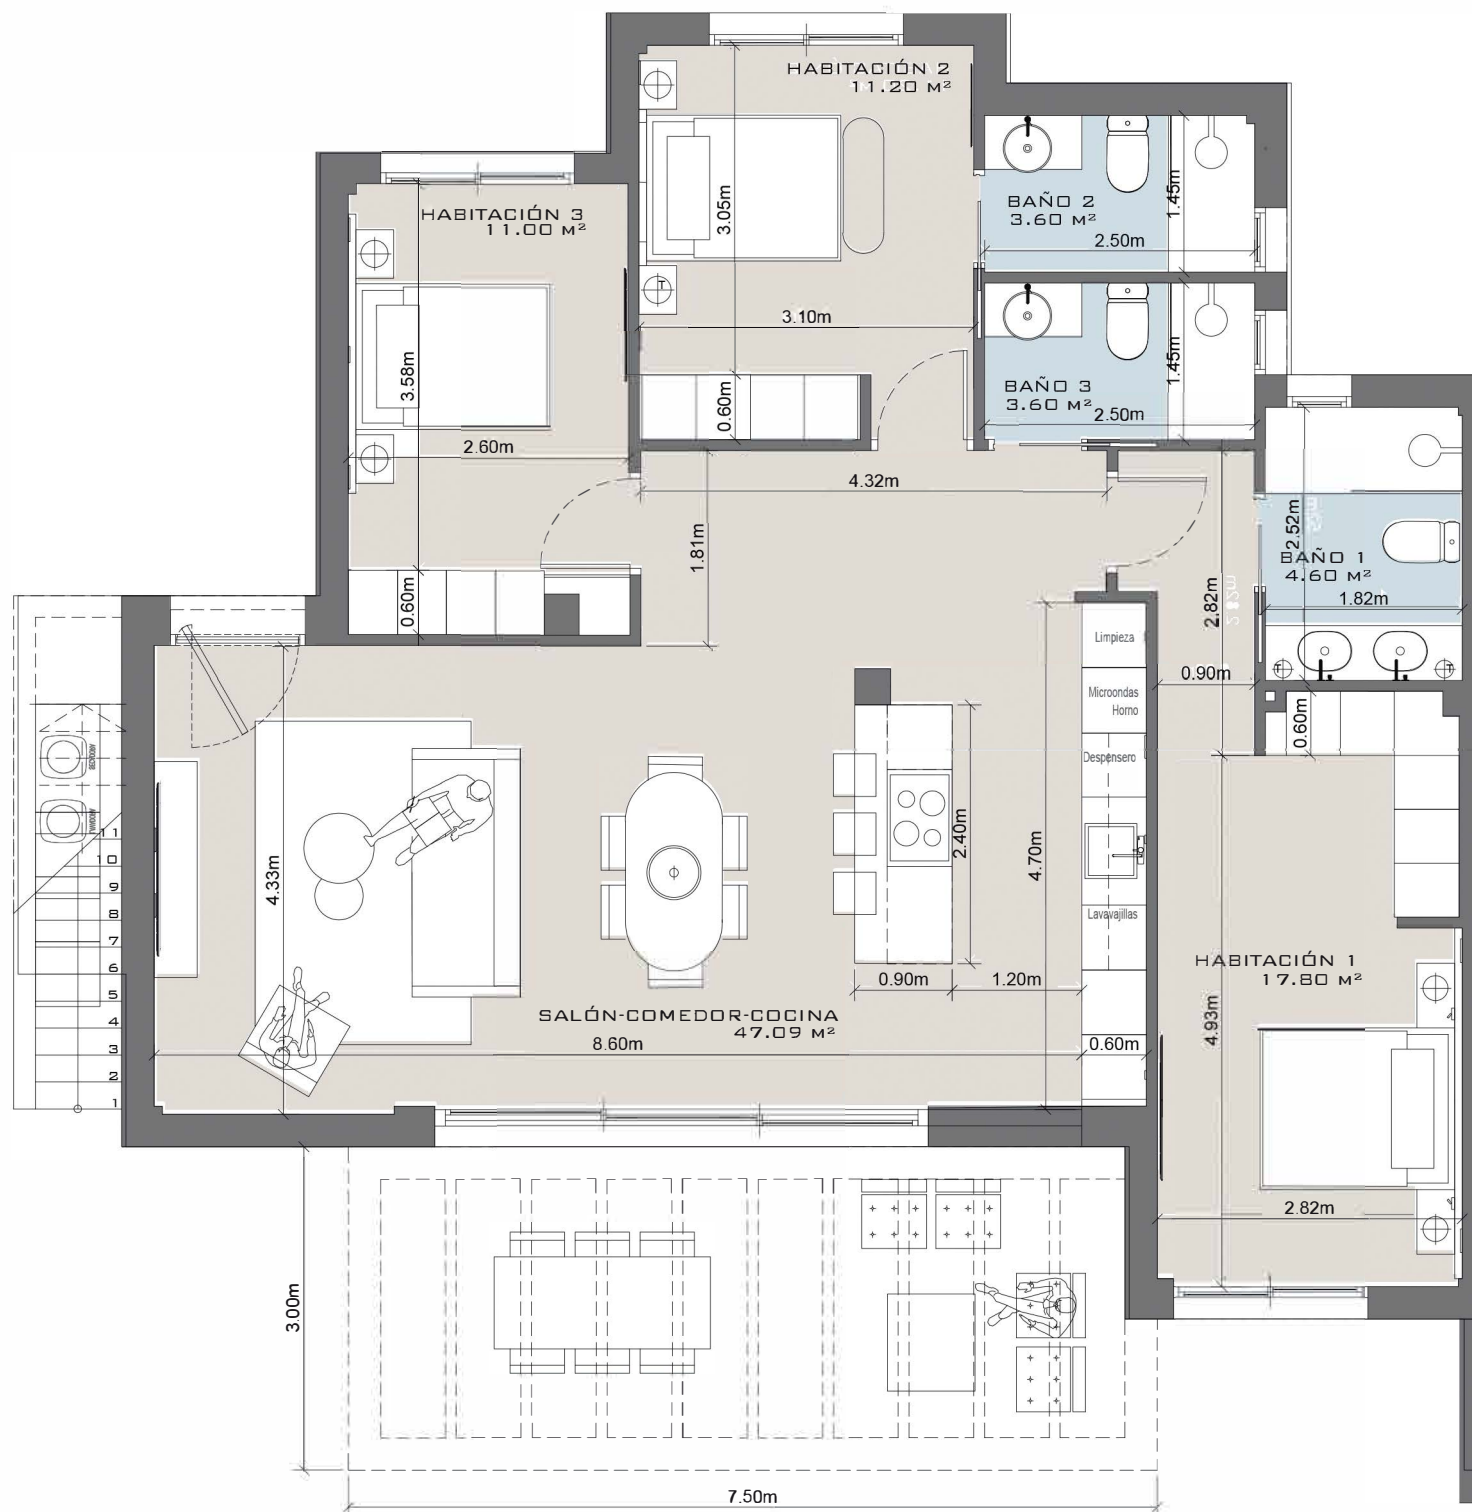 HABITACIÓN 2
11.20 M²
3.05m
3.10m
0.60m
BAÑO 2
3.60 M²
1.45m
2.50m
HABITACIÓN 3
11.00 M²
3.58m
2.60m
0.60m
BAÑO 3
3.60 M²
1.45m
2.50m
4.32m
1.81m
2.52m
BAÑO 1
4.60 M²
1.82m
2.82m
0.90m
0.60m
Limpieza
Microondas
Horno
Despensero
Lavavajillas
4.33m
2.40m
4.70m
0.90m
1.20m
SALÓN-COMEDOR-COCINA
47.09 M²
8.60m
0.60m
HABITACIÓN 1
17.80 M²
4.93m
2.82m
11
10
9
8
7
6
5
4
3
2
1
3.00m
7.50m
T
T
T